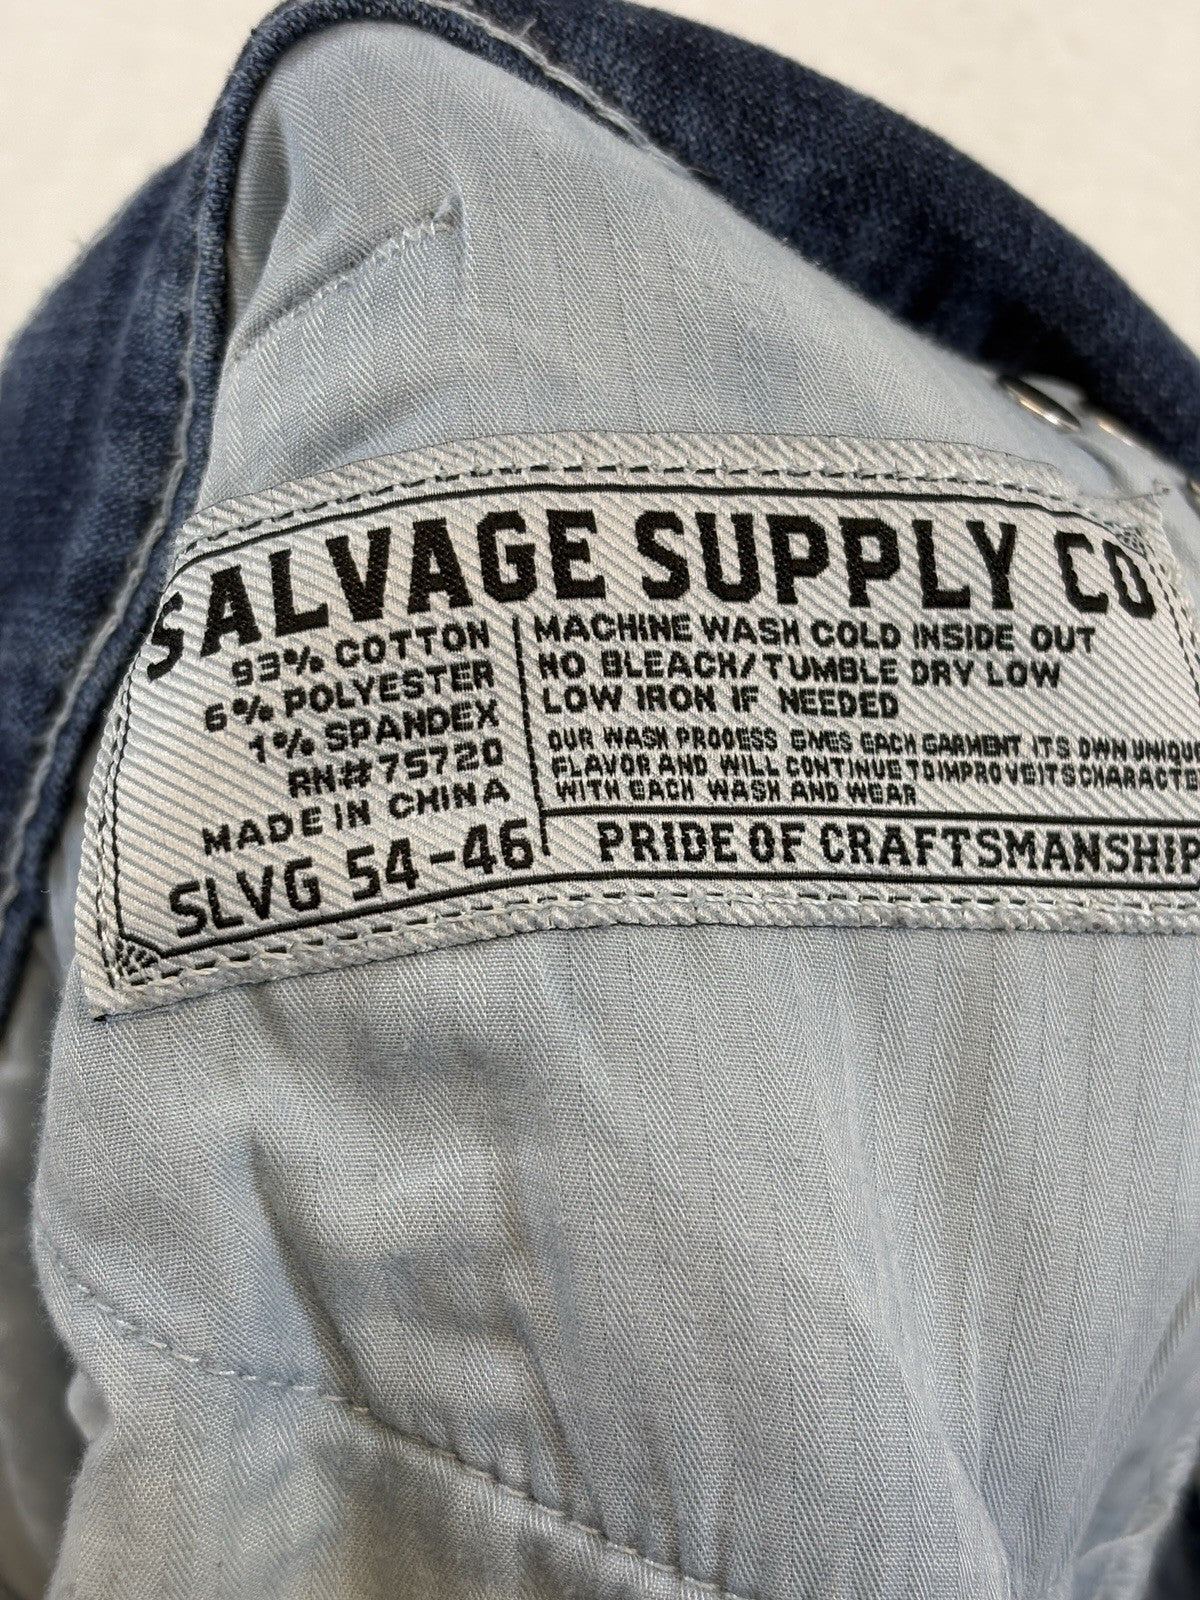 SALVAGE SUPPLY CO
93% COTTON
6% POLYESTER
1% SPANDEX
RN#75720
MADE IN CHINA
SLVG 54-46
MACHINE WASH COLD INSIDE OUT
NO BLEACH/TUMBLE DRY LOW
LOW IRON IF NEEDED
OUR WASH PROCESS GIVES EACH GARMENT ITS OWN UNIQUE
FLAVOR AND WILL CONTINUE TO IMPROVE ITS CHARACTE
WITH EACH WASH AND WEAR
PRIDE OF CRAFTSMANSHIP